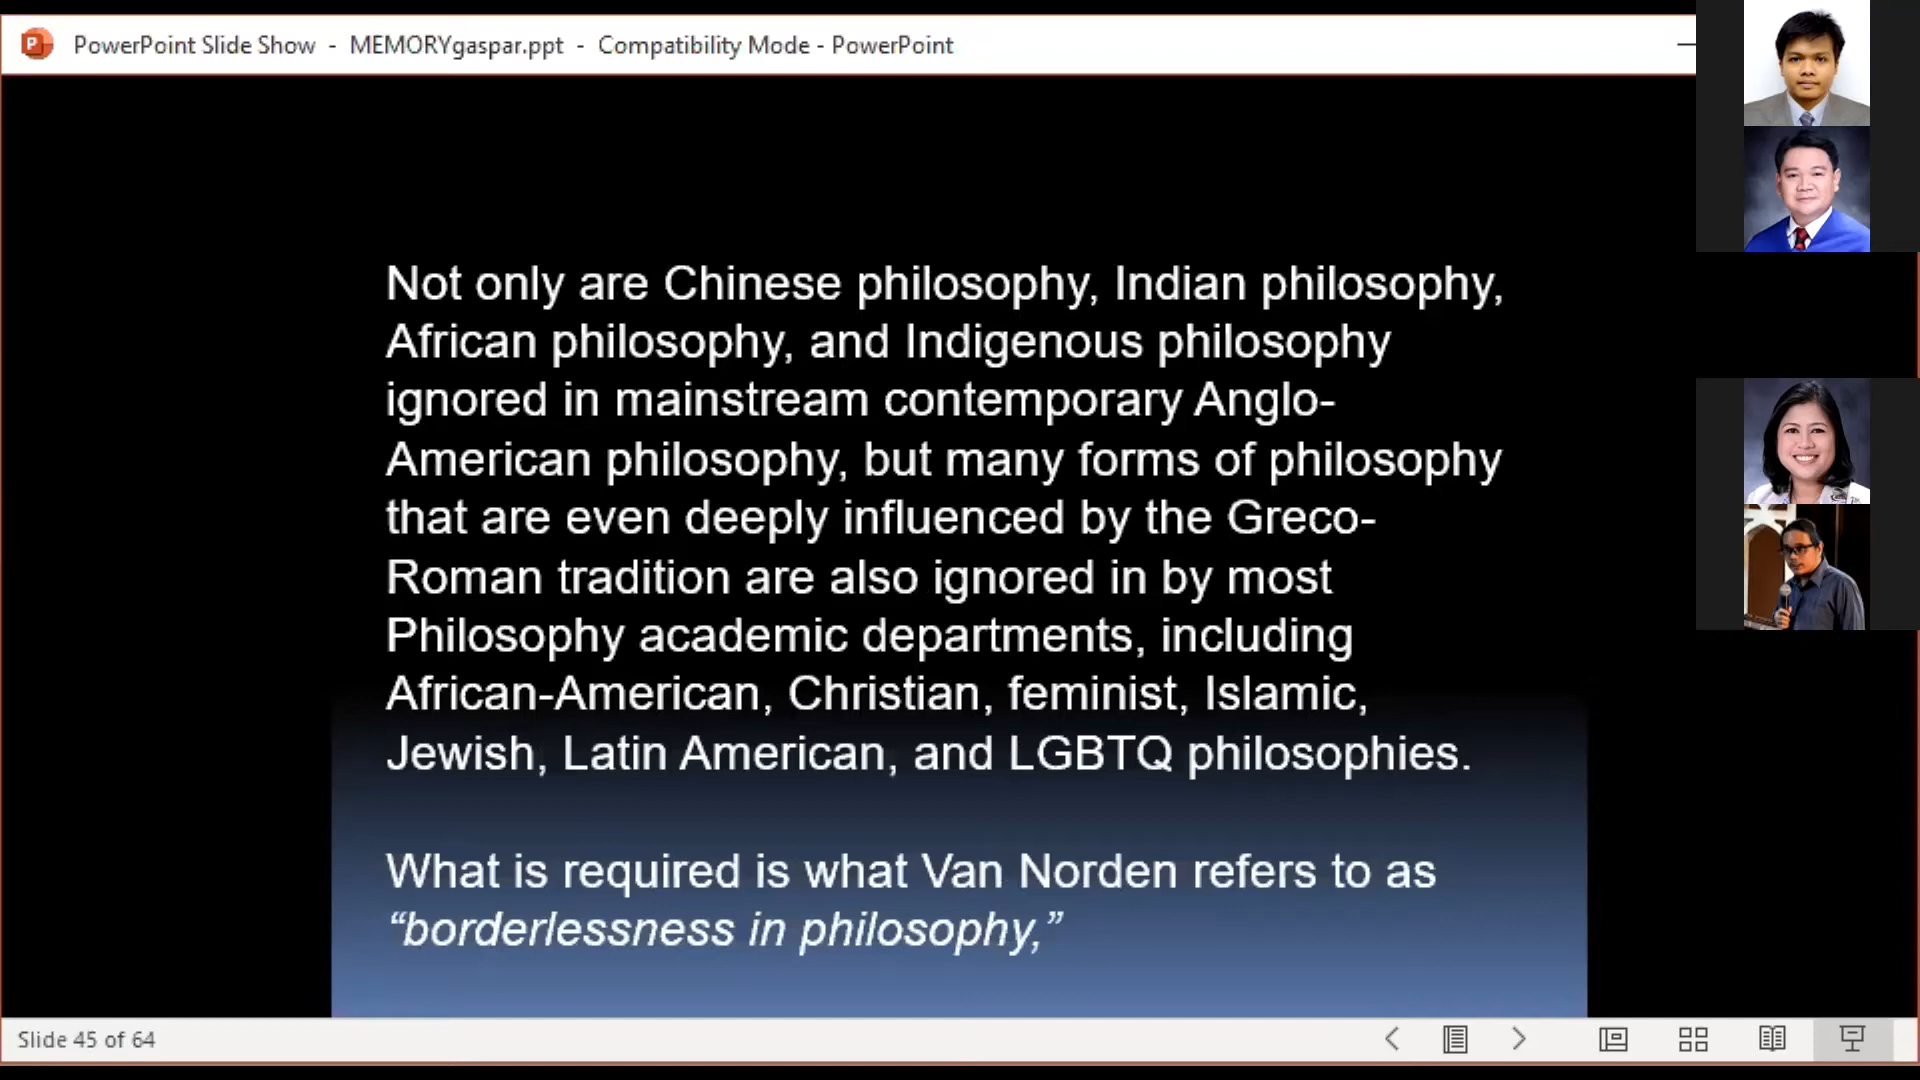 PowerPoint Slide Show - MEMORYgaspar.ppt - Compatibility Mode - PowerPoint
Not only are Chinese philosophy, Indian philosophy,
African philosophy, and Indigenous philosophy
ignored in mainstream contemporary Anglo-
American philosophy, but many forms of philosophy
that are even deeply influenced by the Greco-
Roman tradition are also ignored in by most
Philosophy academic departments, including
African-American, Christian, feminist, Islamic,
Jewish, Latin American, and LGBTQ philosophies.
What is required is what Van Norden refers to as
“borderlessness in philosophy,”
Slide 45 of 64